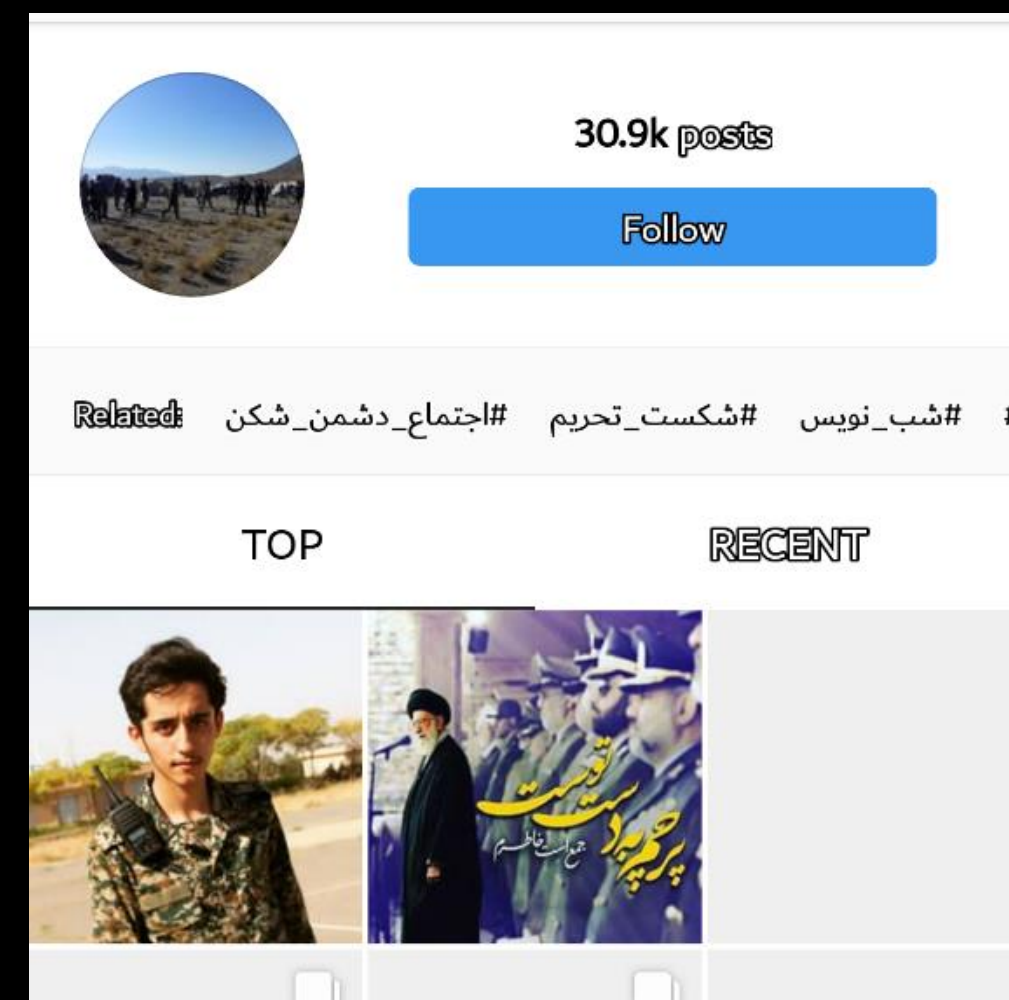 30.9k posts
Follow
Related: #اجتماع_دشمن_شکن #شکست_تحریم #شب_نویس #
TOP
RECENT
پرچم به دست توست
جمع است خاطرم